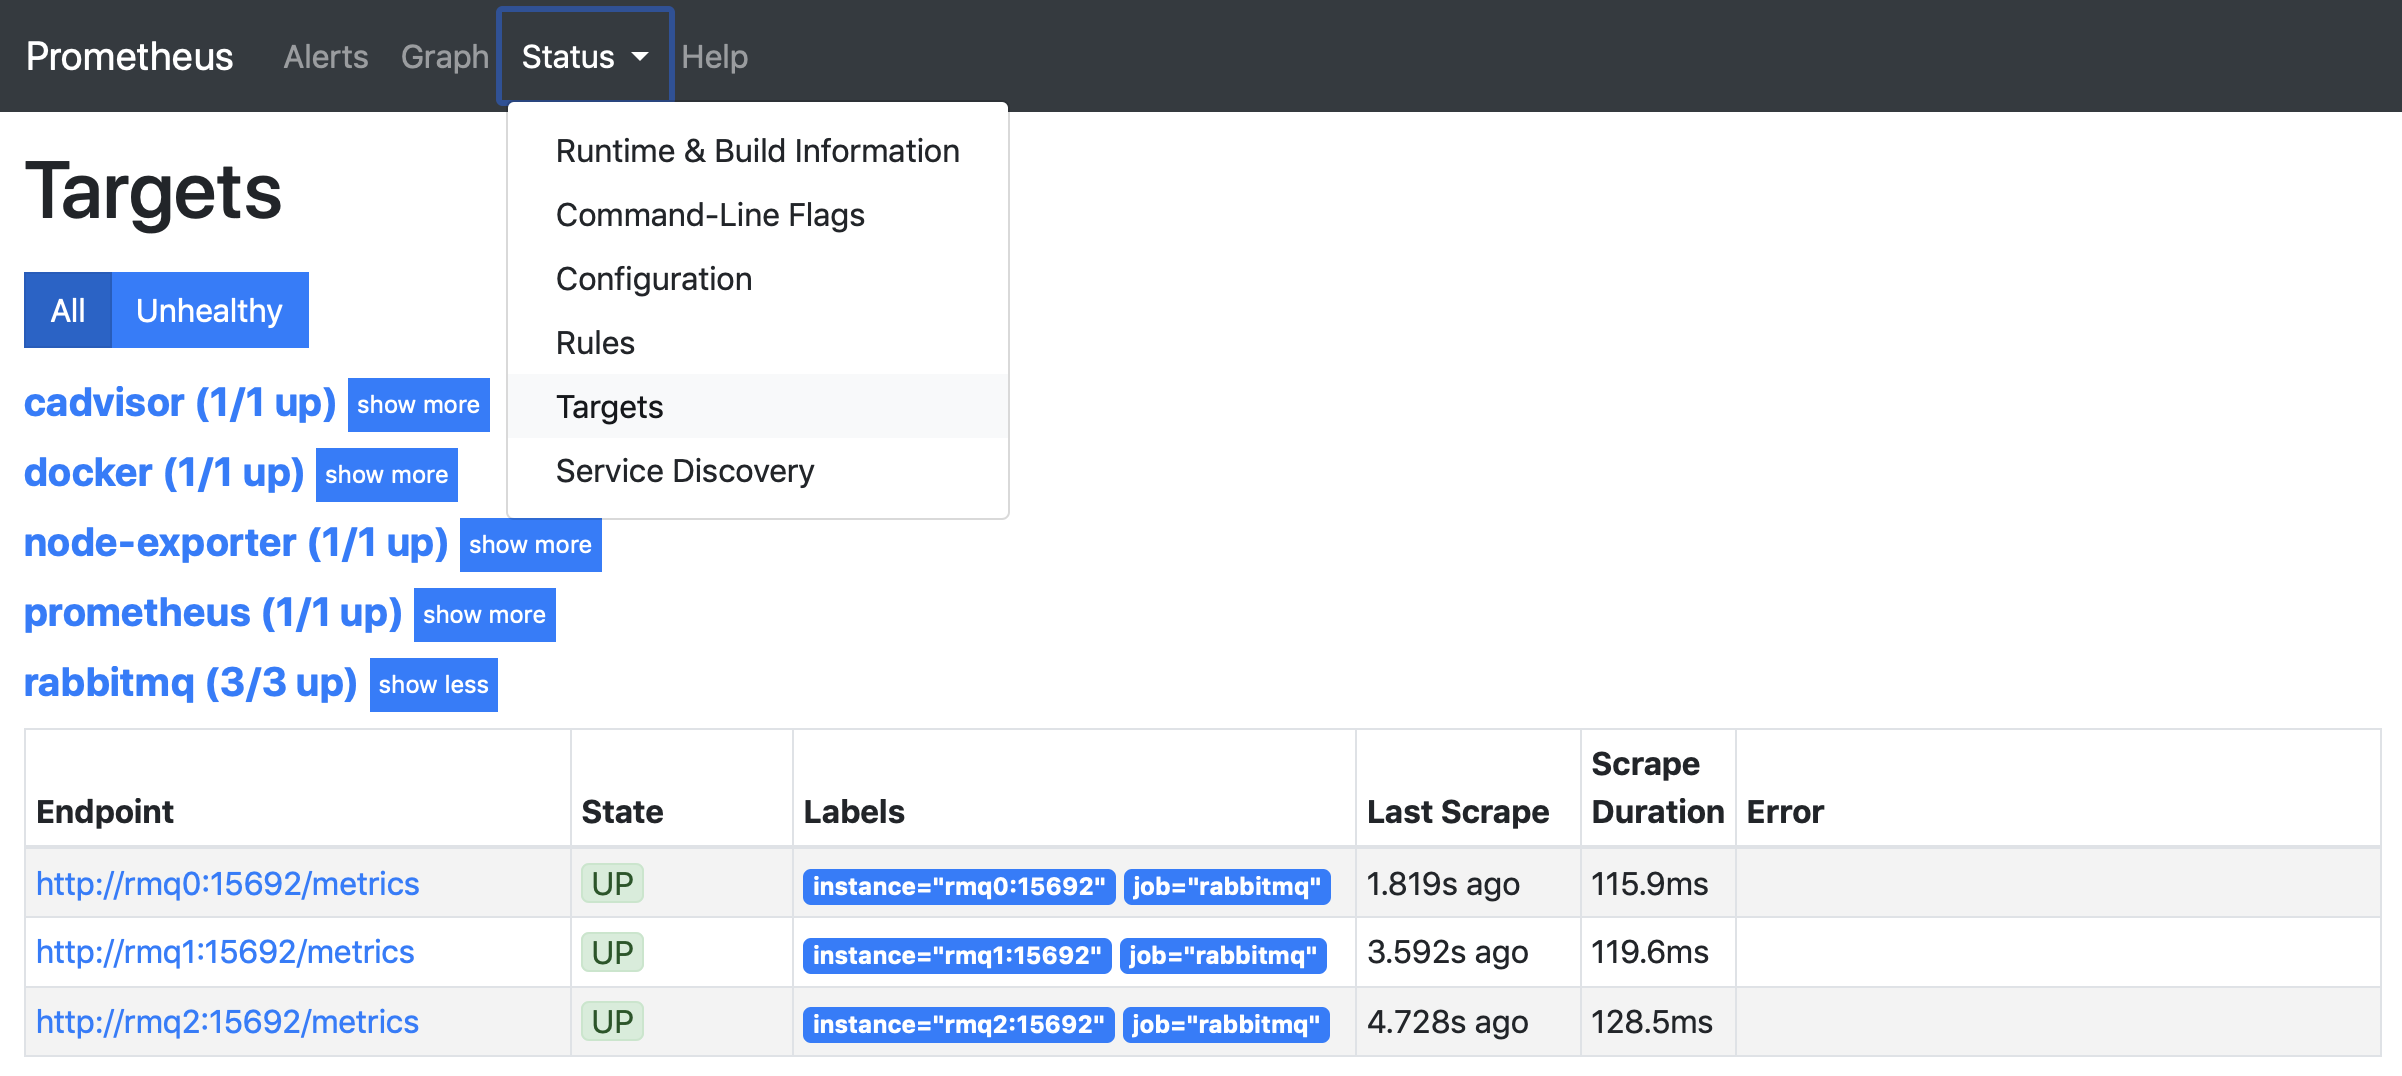 Prometheus Alerts Graph Status Help
Runtime & Build Information
Command-Line Flags
Configuration
Rules
Targets
Service Discovery
Targets
All Unhealthy
cadvisor (1/1 up) show more
docker (1/1 up) show more
node-exporter (1/1 up) show more
prometheus (1/1 up) show more
rabbitmq (3/3 up) show less
Endpoint State Labels Last Scrape Scrape Duration Error
http://rmq0:15692/metrics UP instance="rmq0:15692" job="rabbitmq" 1.819s ago 115.9ms
http://rmq1:15692/metrics UP instance="rmq1:15692" job="rabbitmq" 3.592s ago 119.6ms
http://rmq2:15692/metrics UP instance="rmq2:15692" job="rabbitmq" 4.728s ago 128.5ms